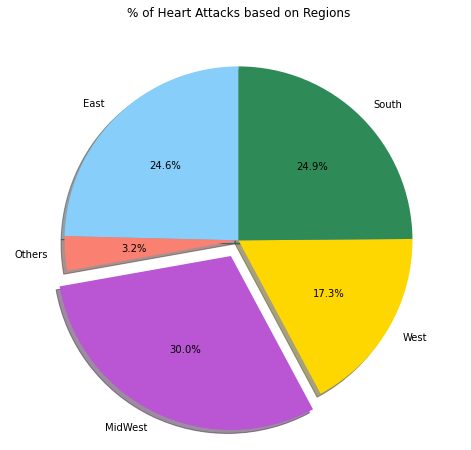 % of Heart Attacks based on Regions
East
South
24.6%
24.9%
Others
3.2%
17.3%
West
30.0%
MidWest